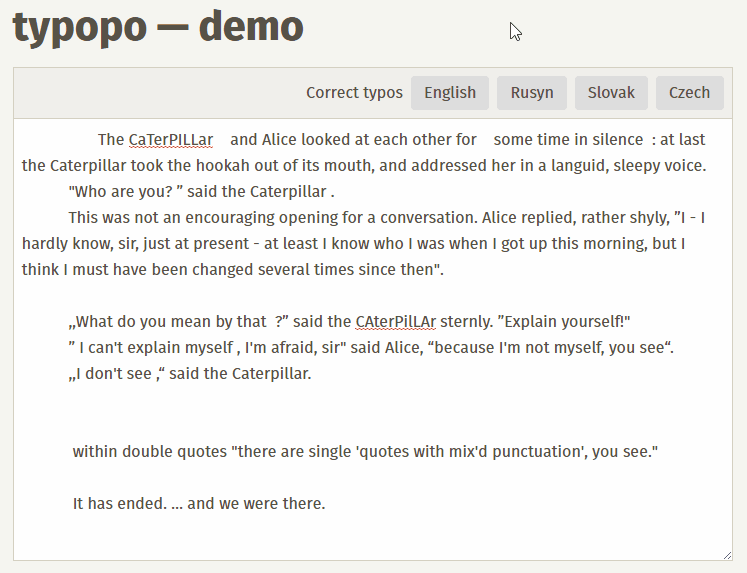 typopo — demo
Correct typos English Rusyn Slovak Czech
The CaTerPILLar    and Alice looked at each other for    some time in silence  : at last
the Caterpillar took the hookah out of its mouth, and addressed her in a languid, sleepy voice.
"Who are you? ” said the Caterpillar .
This was not an encouraging opening for a conversation. Alice replied, rather shyly, ”I - I
hardly know, sir, just at present - at least I know who I was when I got up this morning, but I
think I must have been changed several times since then".
„What do you mean by that  ?” said the CAterPilLAr sternly. ”Explain yourself!"
” I can't explain myself , I'm afraid, sir" said Alice, “because I'm not myself, you see“.
„I don't see ,“ said the Caterpillar.
within double quotes "there are single 'quotes with mix'd punctuation', you see."
It has ended. ... and we were there.